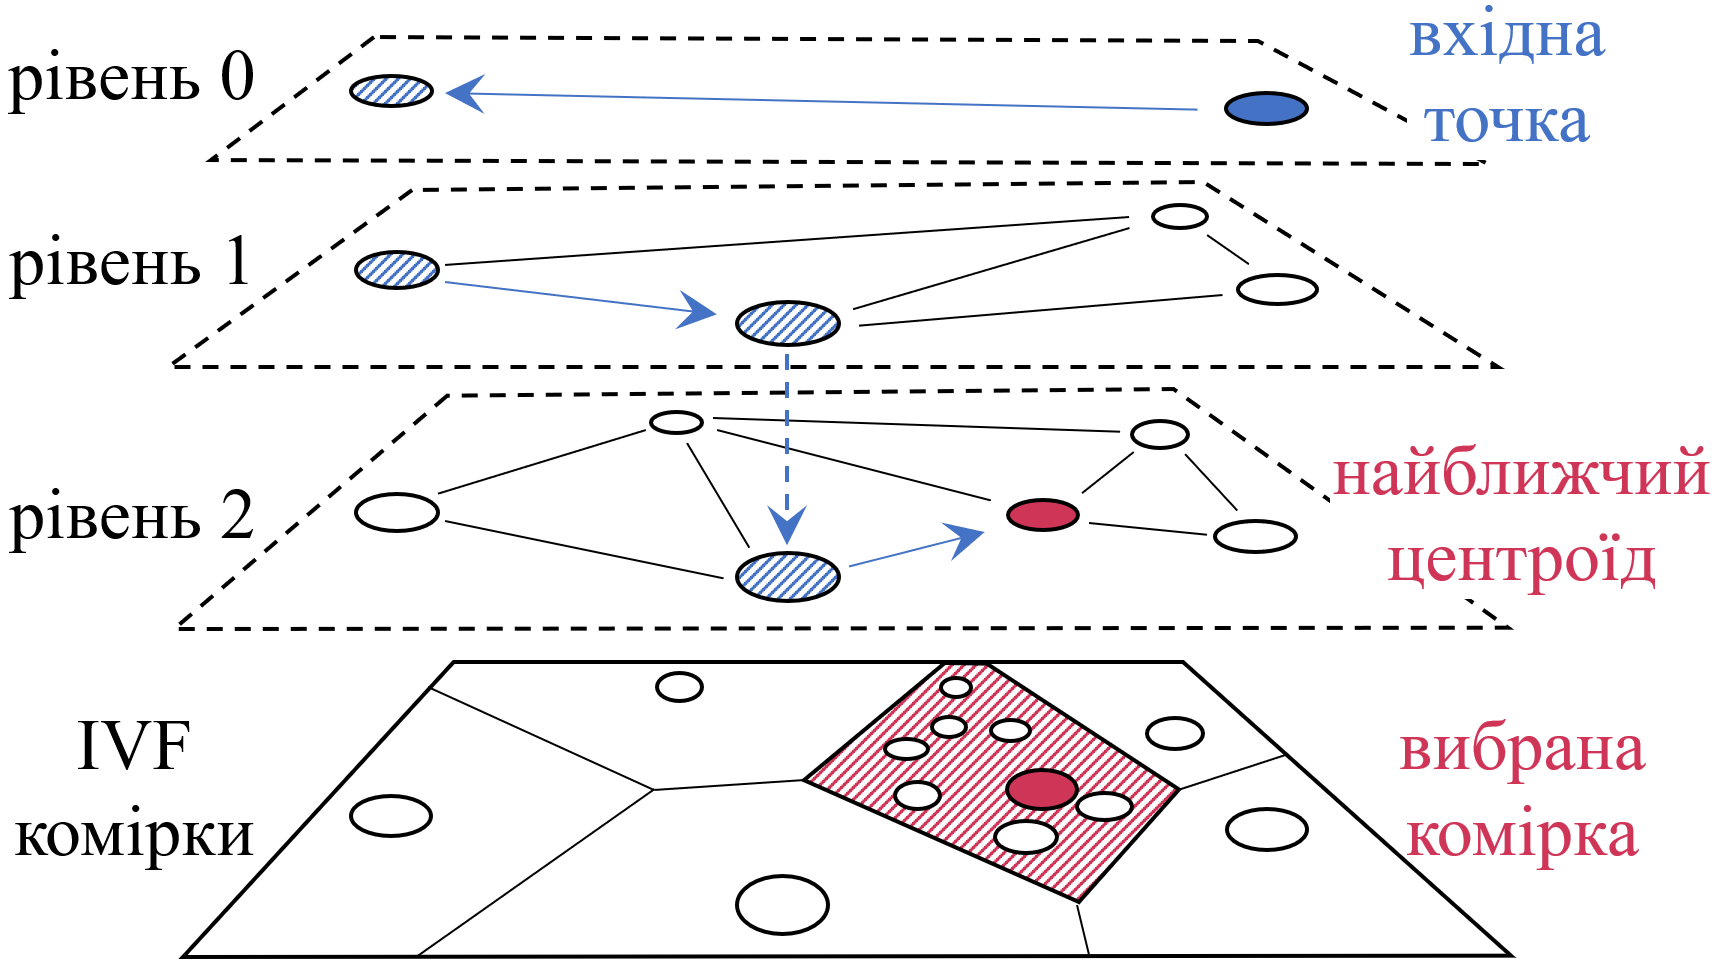 рівень 0
вхідна
точка
рівень 1
рівень 2
найближчий
центроїд
IVF
комірки
вибрана
комірка